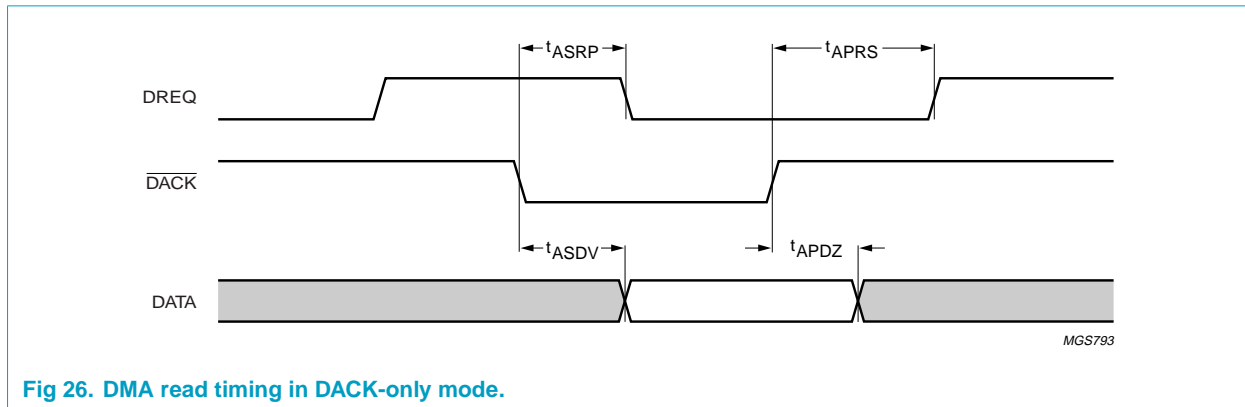 tASRP
tAPRS
DREQ
DACK
tASDV
tAPDZ
DATA
MGS793
Fig 26. DMA read timing in DACK-only mode.